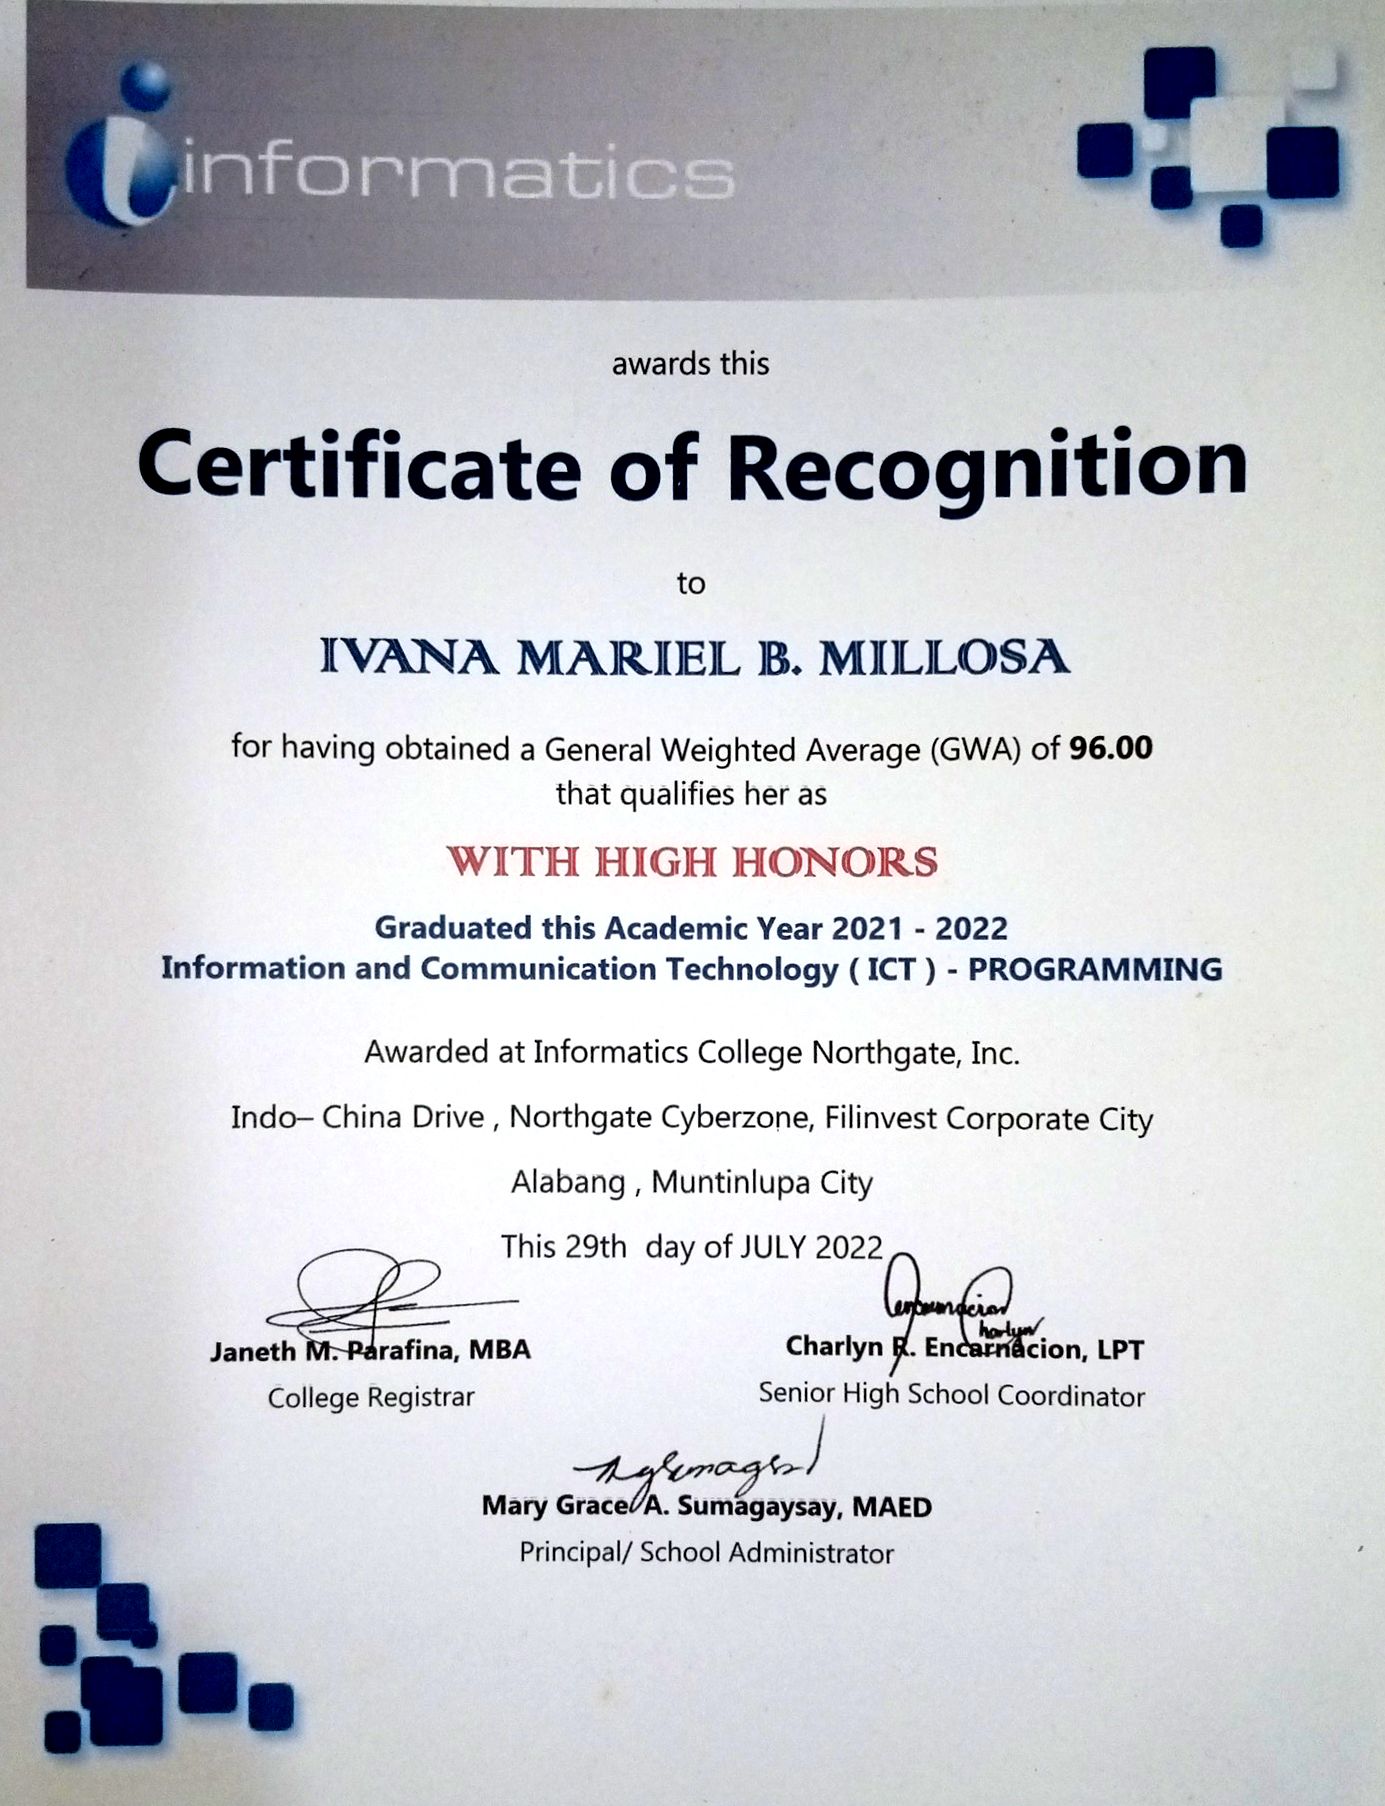 informatics
awards this
Certificate of Recognition
to
IVANA MARIEL B. MILLOSA
for having obtained a General Weighted Average (GWA) of 96.00
that qualifies her as
WITH HIGH HONORS
Graduated this Academic Year 2021 - 2022
Information and Communication Technology ( ICT ) - PROGRAMMING
Awarded at Informatics College Northgate, Inc.
Indo– China Drive , Northgate Cyberzone, Filinvest Corporate City
Alabang , Muntinlupa City
This 29th day of JULY 2022
Janeth M. Parafina, MBA
College Registrar
Encarnacion
Charlyn
Charlyn R. Encarnacion, LPT
Senior High School Coordinator
Mary Grace A. Sumagaysay, MAED
Principal/ School Administrator